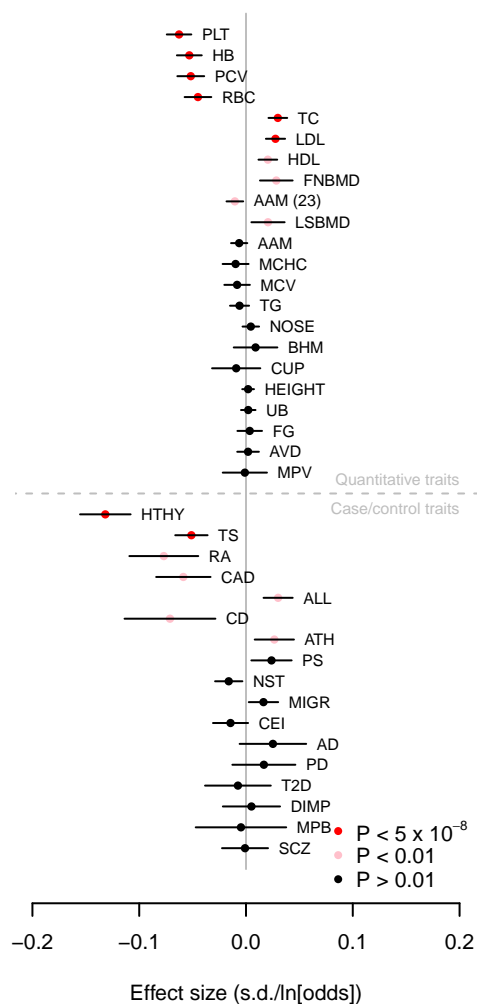 PLT
HB
PCV
RBC
TC
LDL
HDL
FNBMD
AAM (23)
LSBMD
AAM
MCHC
MCV
TG
NOSE
BHM
CUP
HEIGHT
UB
FG
AVD
MPV
Quantitative traits
Case/control traits
HTHY
TS
RA
CAD
ALL
CD
ATH
PS
NST
MIGR
CEI
AD
PD
T2D
DIMP
MPB
SCZ
P < 5 x 10⁻⁸
P < 0.01
P > 0.01
−0.2 −0.1 0.0 0.1 0.2
Effect size (s.d./ln[odds])